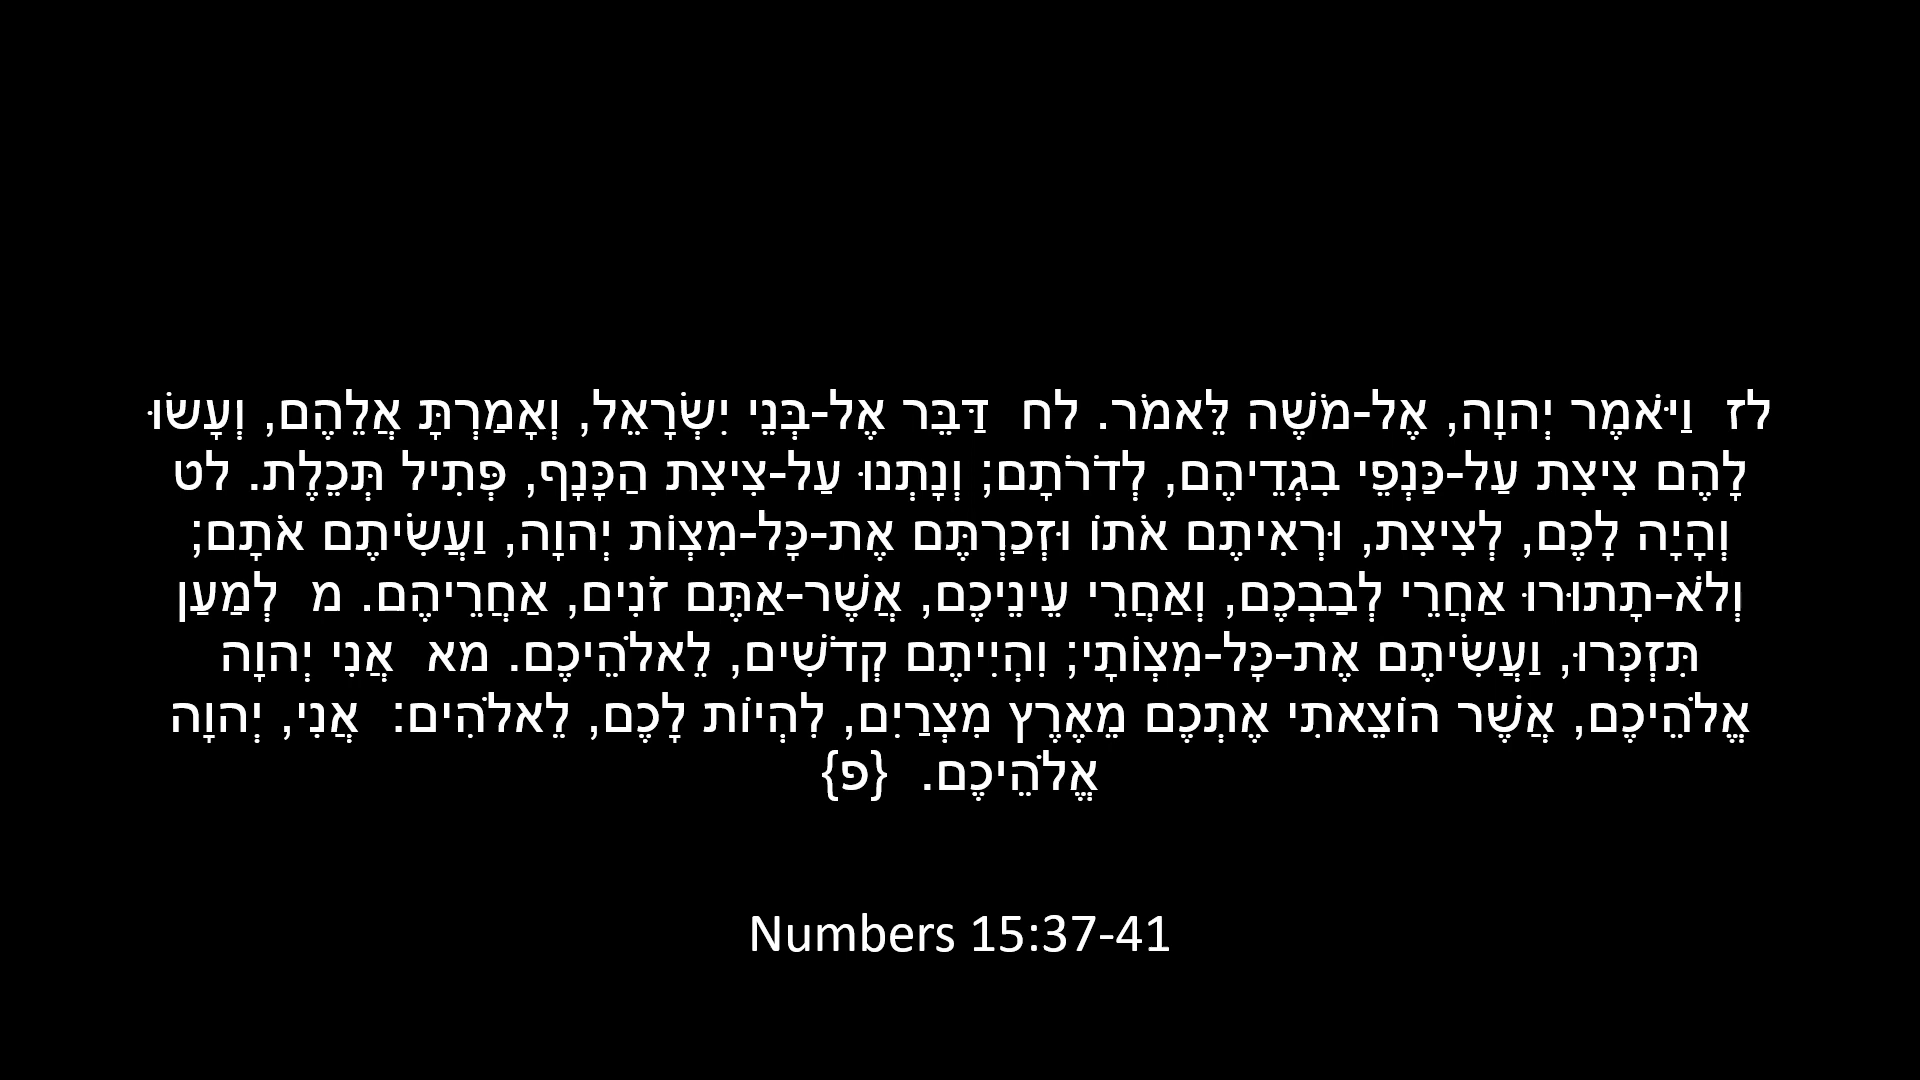 לז  וַיֹּאמֶר יְהוָה, אֶל-מֹשֶׁה לֵּאמֹר. לח  דַּבֵּר אֶל-בְּנֵי יִשְׂרָאֵל, וְאָמַרְתָּ אֲלֵהֶם, וְעָשׂוּ
לָהֶם צִיצִת עַל-כַּנְפֵי בִגְדֵיהֶם, לְדֹרֹתָם; וְנָתְנוּ עַל-צִיצִת הַכָּנָף, פְּתִיל תְּכֵלֶת. לט
וְהָיָה לָכֶם, לְצִיצִת, וּרְאִיתֶם אֹתוֹ וּזְכַרְתֶּם אֶת-כָּל-מִצְוֹת יְהוָה, וַעֲשִׂיתֶם אֹתָם;
וְלֹא-תָתוּרוּ אַחֲרֵי לְבַבְכֶם, וְאַחֲרֵי עֵינֵיכֶם, אֲשֶׁר-אַתֶּם זֹנִים, אַחֲרֵיהֶם. מ  לְמַעַן
תִּזְכְּרוּ, וַעֲשִׂיתֶם אֶת-כָּל-מִצְוֹתָי; וִהְיִיתֶם קְדֹשִׁים, לֵאלֹהֵיכֶם. מא  אֲנִי יְהוָה
אֱלֹהֵיכֶם, אֲשֶׁר הוֹצֵאתִי אֶתְכֶם מֵאֶרֶץ מִצְרַיִם, לִהְיוֹת לָכֶם, לֵאלֹהִים:  אֲנִי, יְהוָה
אֱלֹהֵיכֶם.  {פ}
Numbers 15:37-41